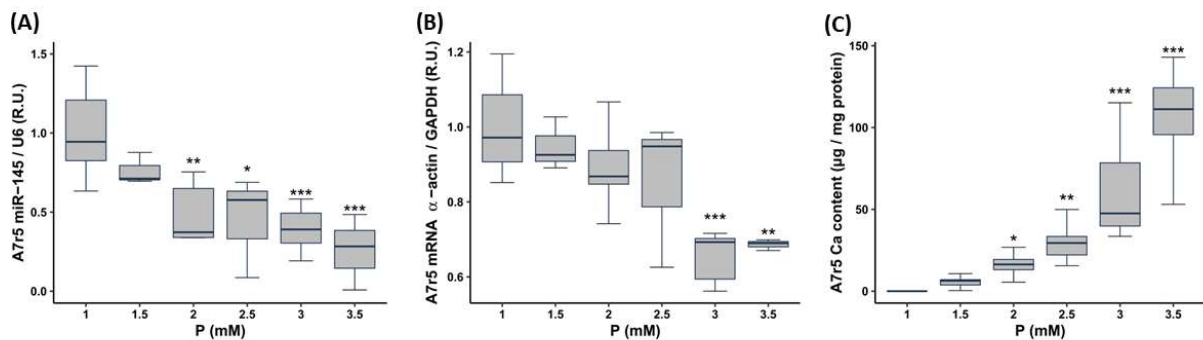 (A)
A7r5 miR−145 / U6 (R.U.)
1.5
1.0
0.5
0.0
**
*
***
***
1 1.5 2 2.5 3 3.5
P (mM)
(B)
A7r5 mRNA α−actin / GAPDH (R.U.)
1.2
1.0
0.8
0.6
***
**
1 1.5 2 2.5 3 3.5
P (mM)
(C)
A7r5 Ca content (µg / mg protein)
150
100
50
0
*
**
***
***
1 1.5 2 2.5 3 3.5
P (mM)